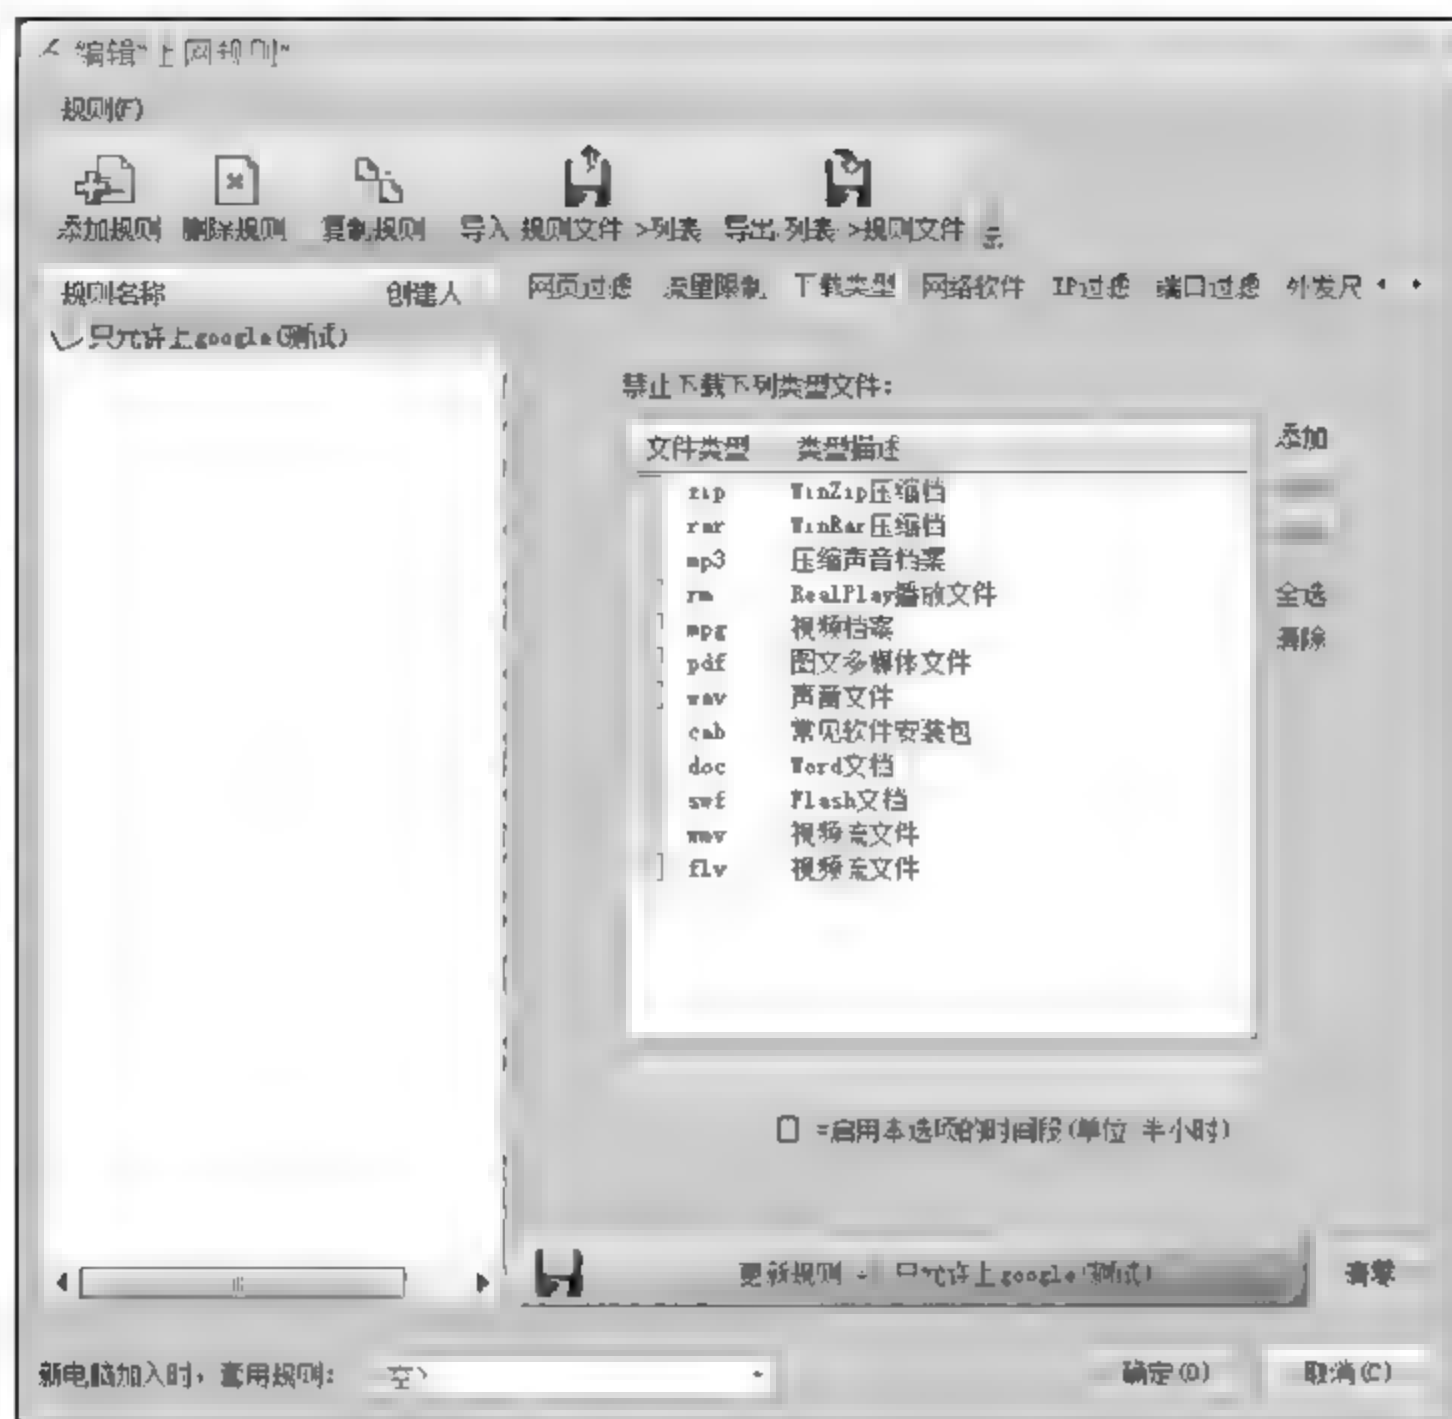 编辑"上网规则"
规则(F)
添加规则 删除规则 复制规则 导入 规则文件->列表 导出 列表->规则文件
规则名称 创建人
只允许上google(测试)
网页过滤 流量限制 下载类型 网络软件 IP过滤 端口过滤 外发尺
禁止下载下列类型文件:
文件类型 类型描述
zip WinZip压缩档
rar WinRar压缩档
mp3 压缩声音档案
rm RealPlay播放文件
mpg 视频档案
pdf 图文多媒体文件
wav 声音文件
cab 常见软件安装包
doc Word文档
swf Flash文档
wmv 视频流文件
flv 视频流文件
添加
全选
清除
=启用本选项的时间段(单位 半小时)
更新规则 - 只允许上google(测试)
新电脑加入时,套用规则: 空>
确定(O) 取消(C)